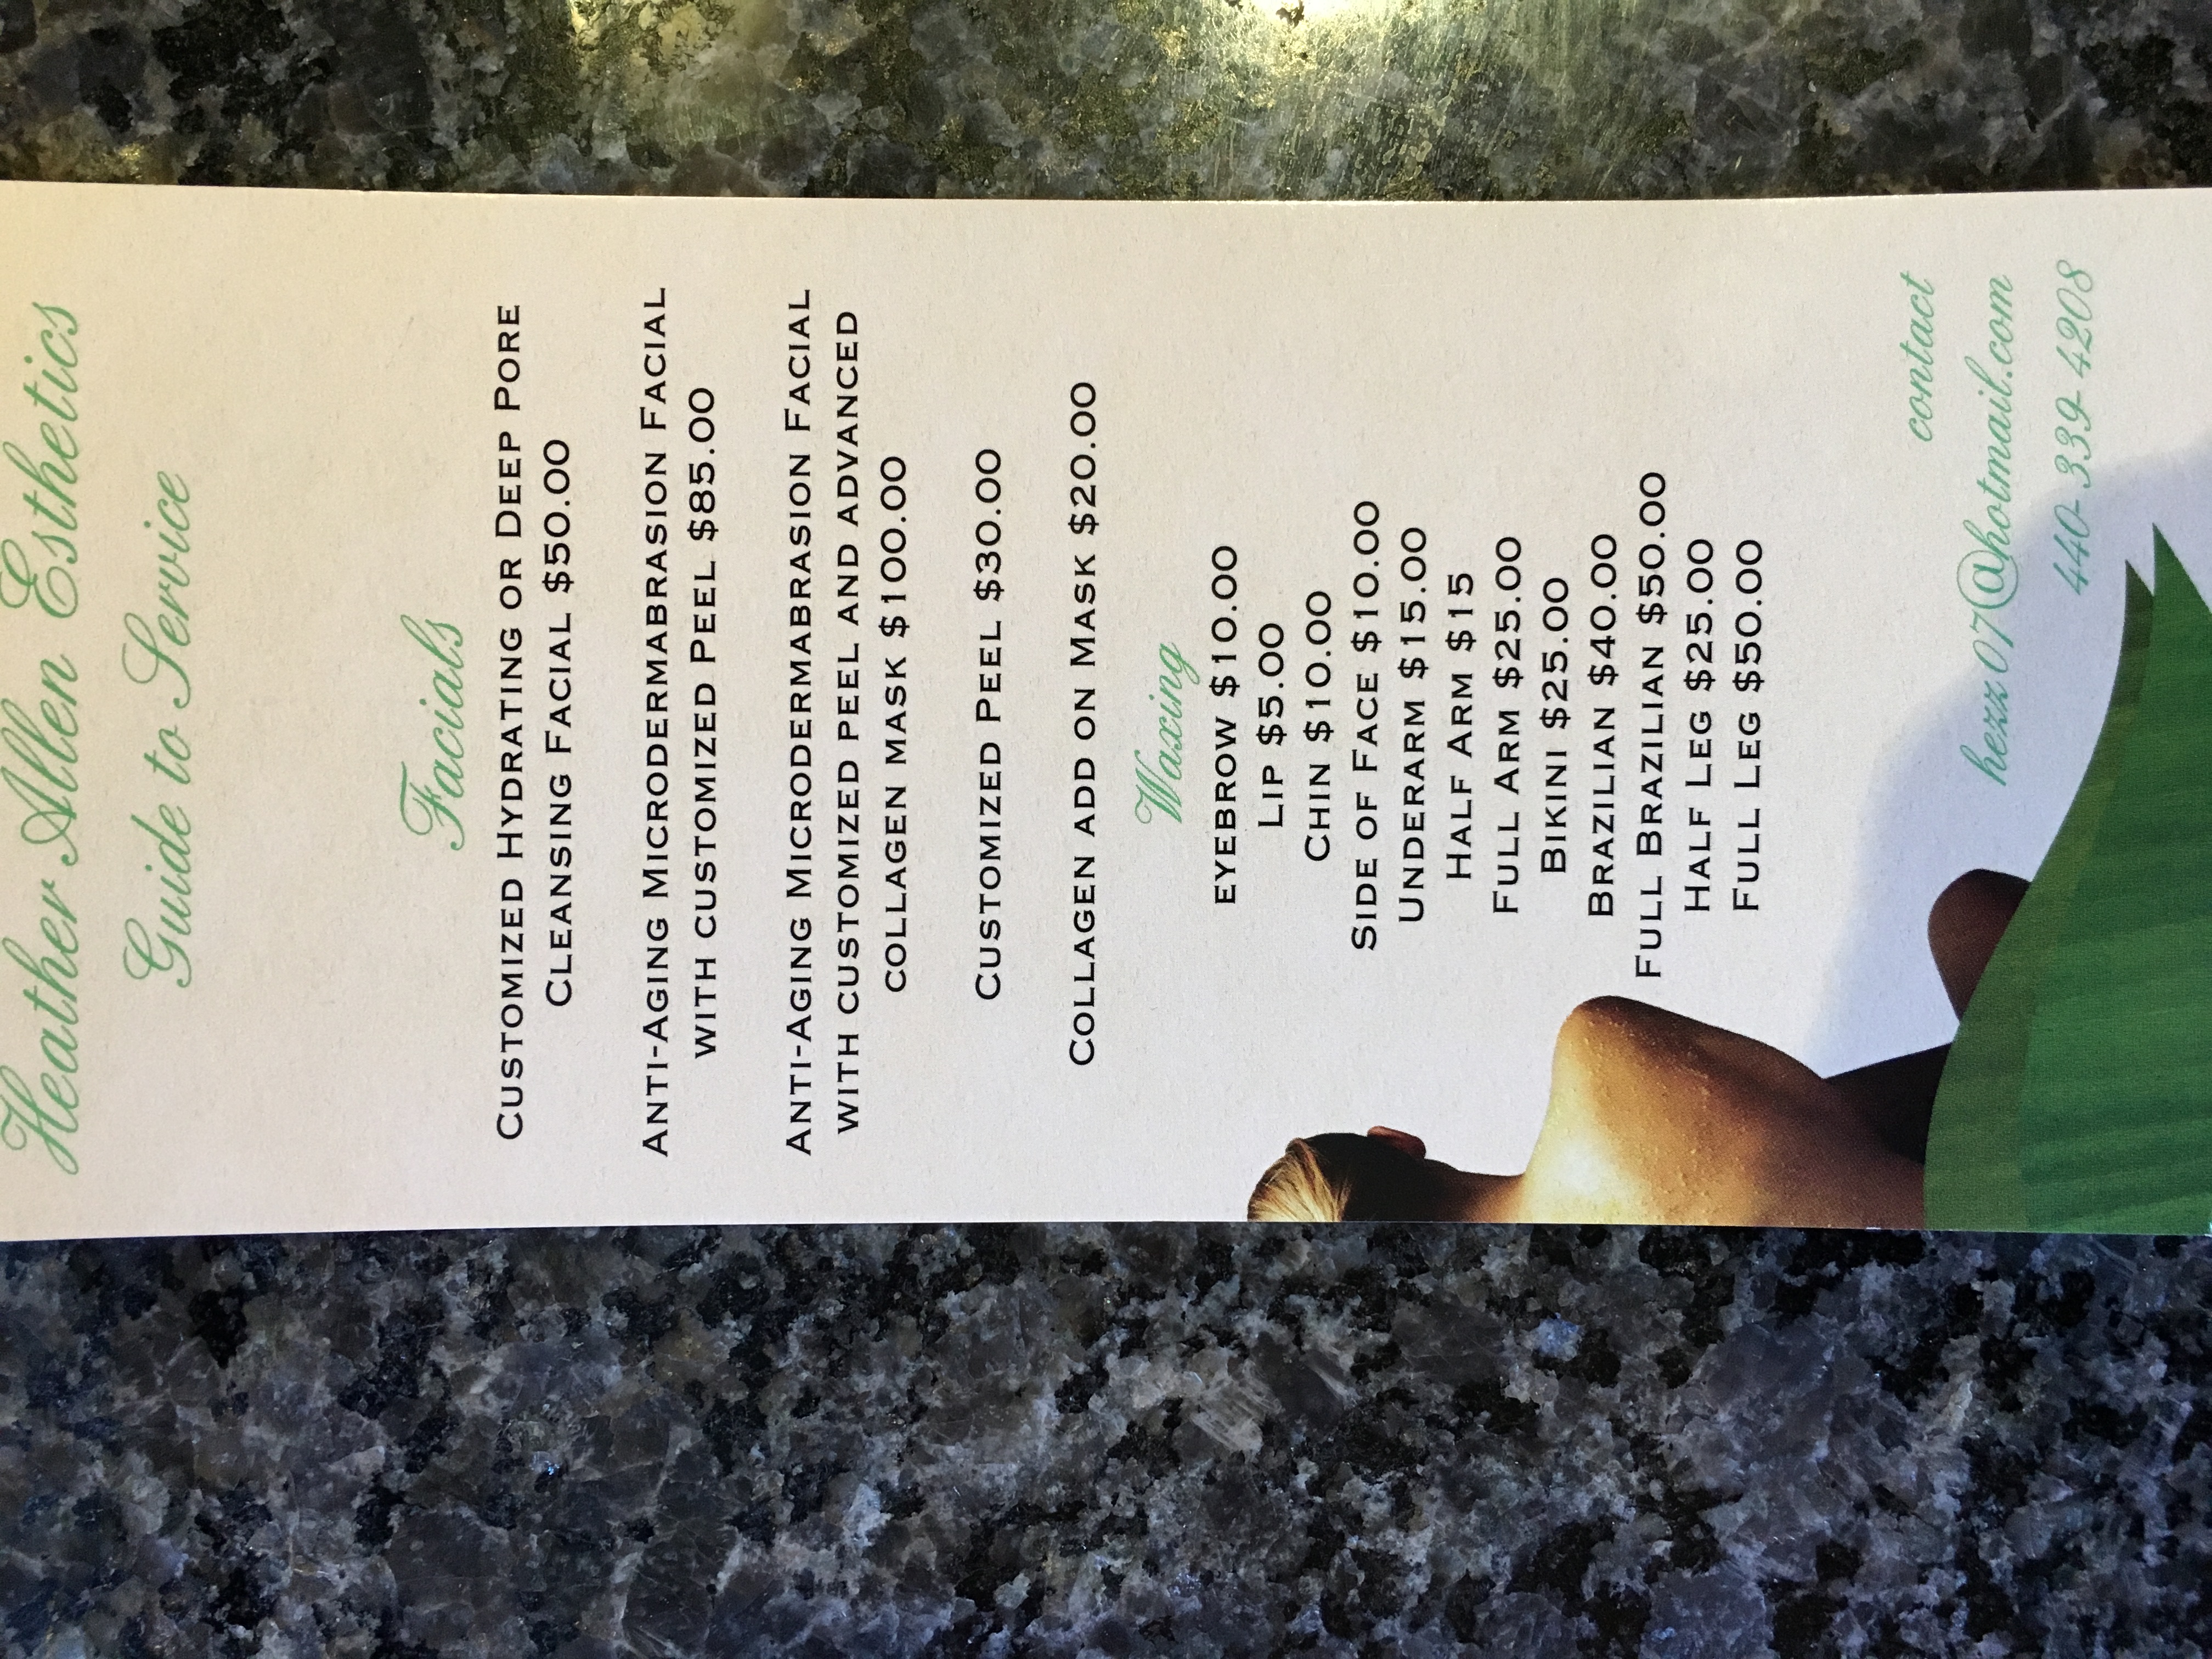 Heather Allen Esthetics
Guide to Service
Facials
Customized Hydrating or Deep Pore
Cleansing Facial $50.00
Anti-Aging Microdermabrasion Facial
with customized Peel $85.00
Anti-Aging Microdermabrasion Facial
with customized peel and advanced
collagen mask $100.00
Customized Peel $30.00
Collagen add on Mask $20.00
Waxing
eyebrow $10.00
Lip $5.00
Chin $10.00
Side of Face $10.00
Underarm $15.00
Half Arm $15
Full Arm $25.00
Bikini $25.00
Brazilian $40.00
Full Brazilian $50.00
Half Leg $25.00
Full Leg $50.00
contact
hezz07@hotmail.com
440-339-4208